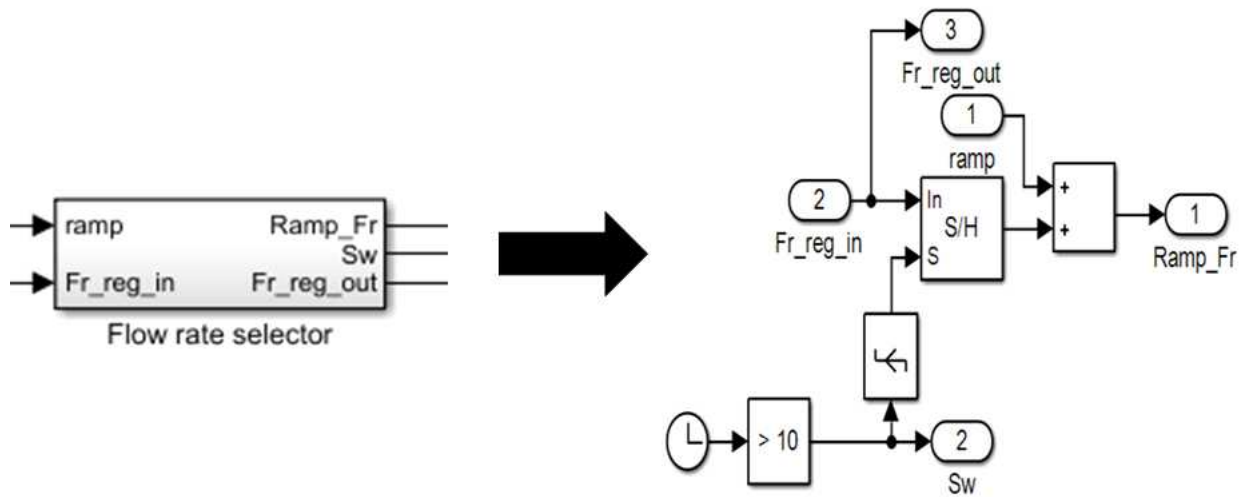 ramp
Fr_reg_in
Ramp_Fr
Sw
Fr_reg_out
Flow rate selector
3
Fr_reg_out
1
ramp
2
Fr_reg_in
In
S/H
S
+
+
1
Ramp_Fr
> 10
2
Sw